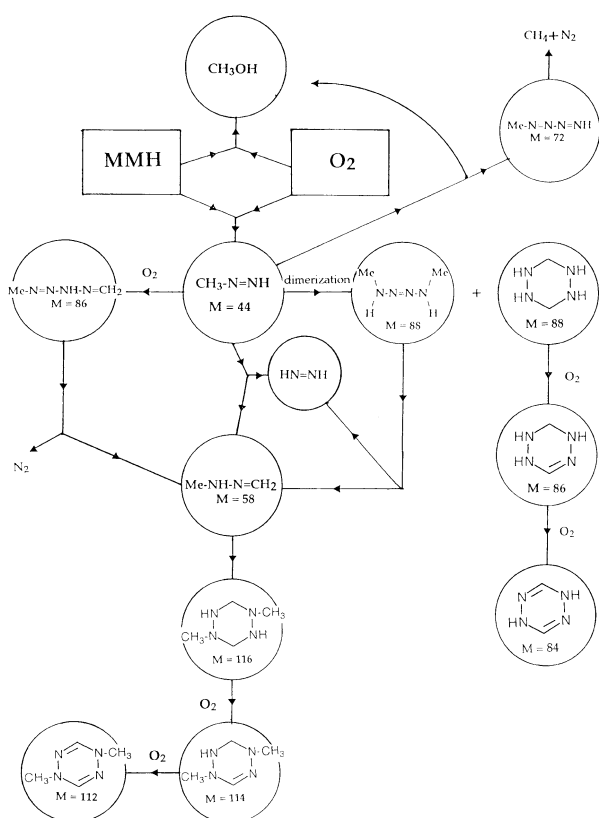 CH4+ N2
CH3OH
Me-N-N-N=NH
M = 72
MMH
O2
O2
CH3-N=NH
M = 44
dimerization
Me-N=N-NH-N=CH2
M = 86
Me Me
N-N=N-N
H H
M = 88
+
HN NH
HN NH
M = 88
HN=NH
O2
HN NH
HN N
M = 86
N2
Me-NH-N=CH2
M = 58
O2
N NH
HN N
M = 84
HN N-CH3
CH3-N NH
M = 116
O2
N N-CH3
CH3-N N
M = 112
O2
HN N-CH3
CH3-N N
M = 114